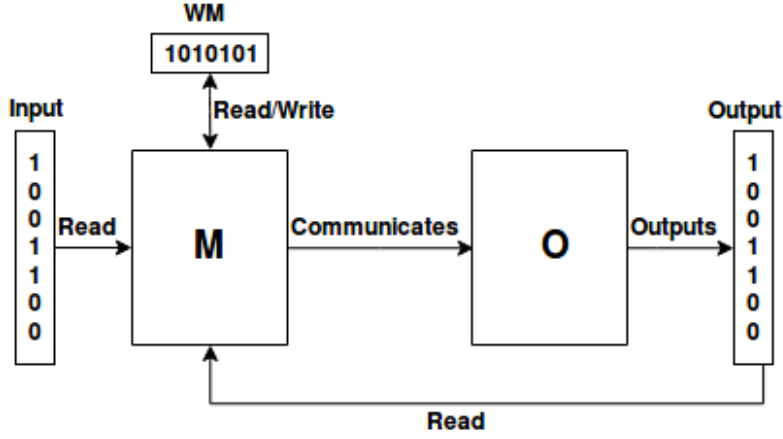 WM
1010101
Read/Write
Input
1
0
0
1
1
0
0
Read
M
Communicates
O
Outputs
Output
1
0
0
1
1
0
0
Read